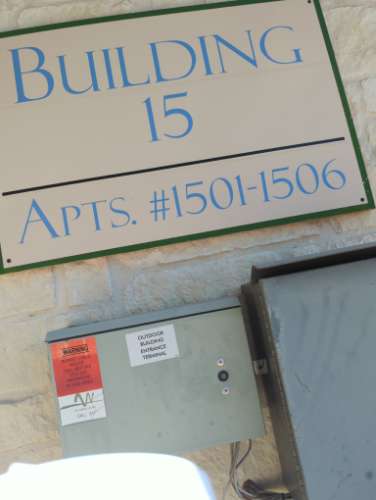 BUILDING
15
APTS. #1501-1506
WARNING
OUTDOOR
BUILDING
ENTRANCE
TERMINAL